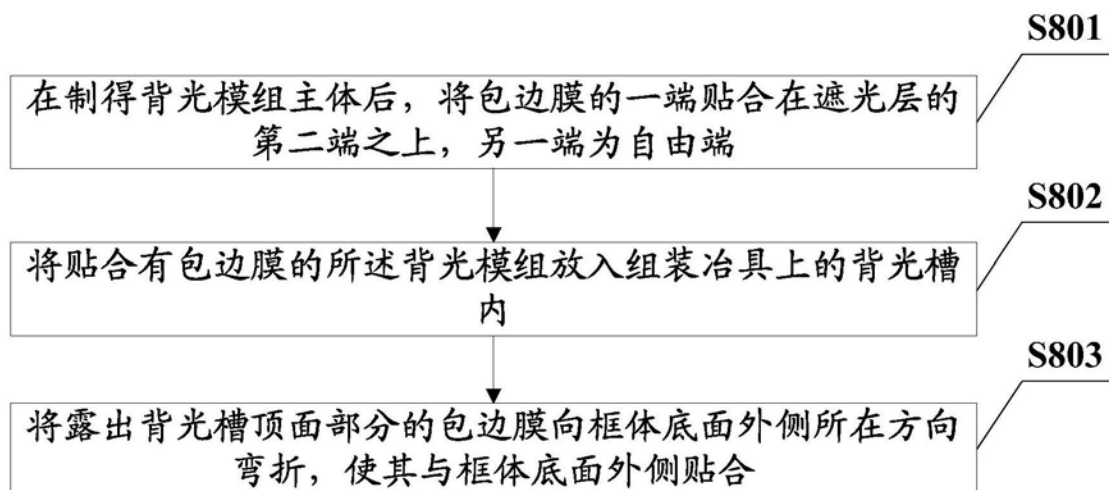 S801
在制得背光模组主体后，将包边膜的一端贴合在遮光层的
第二端之上，另一端为自由端
S802
将贴合有包边膜的所述背光模组放入组装冶具上的背光槽
内
S803
将露出背光槽顶面部分的包边膜向框体底面外侧所在方向
弯折，使其与框体底面外侧贴合